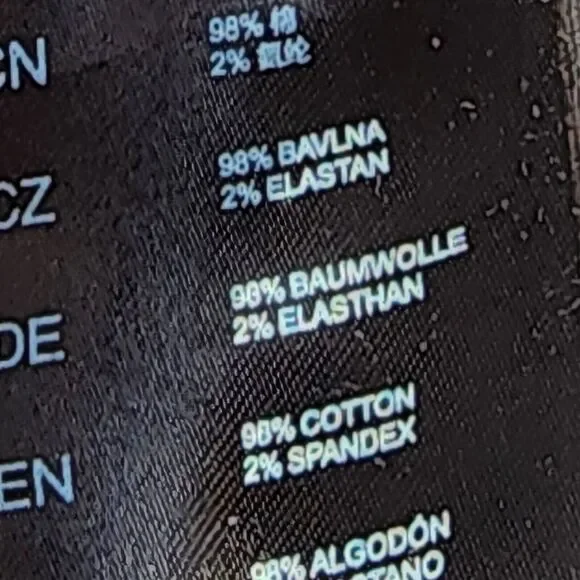 CN
98% 棉
2% 氨纶
CZ
98% BAVLNA
2% ELASTAN
DE
98% BAUMWOLLE
2% ELASTHAN
EN
98% COTTON
2% SPANDEX
98% ALGODÓN